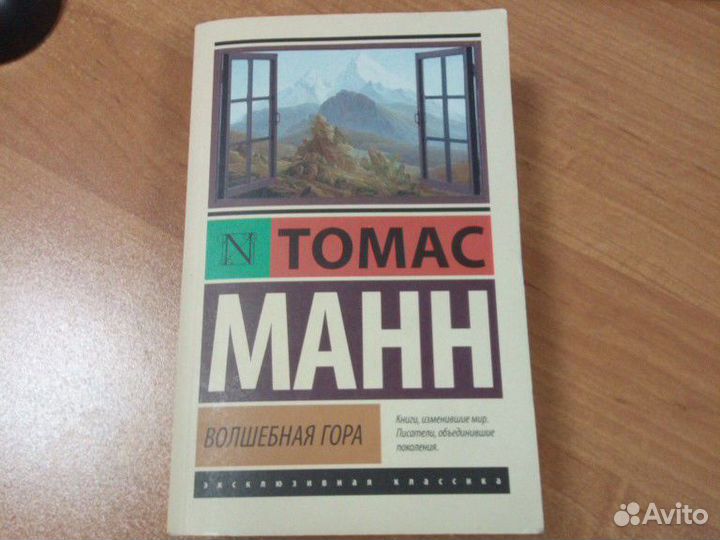 N ТОМАС
МАНН
ВОЛШЕБНАЯ ГОРА
Книги, изменившие мир.
Писатели, объединившие
поколения.
эксклюзивная классика
Avito